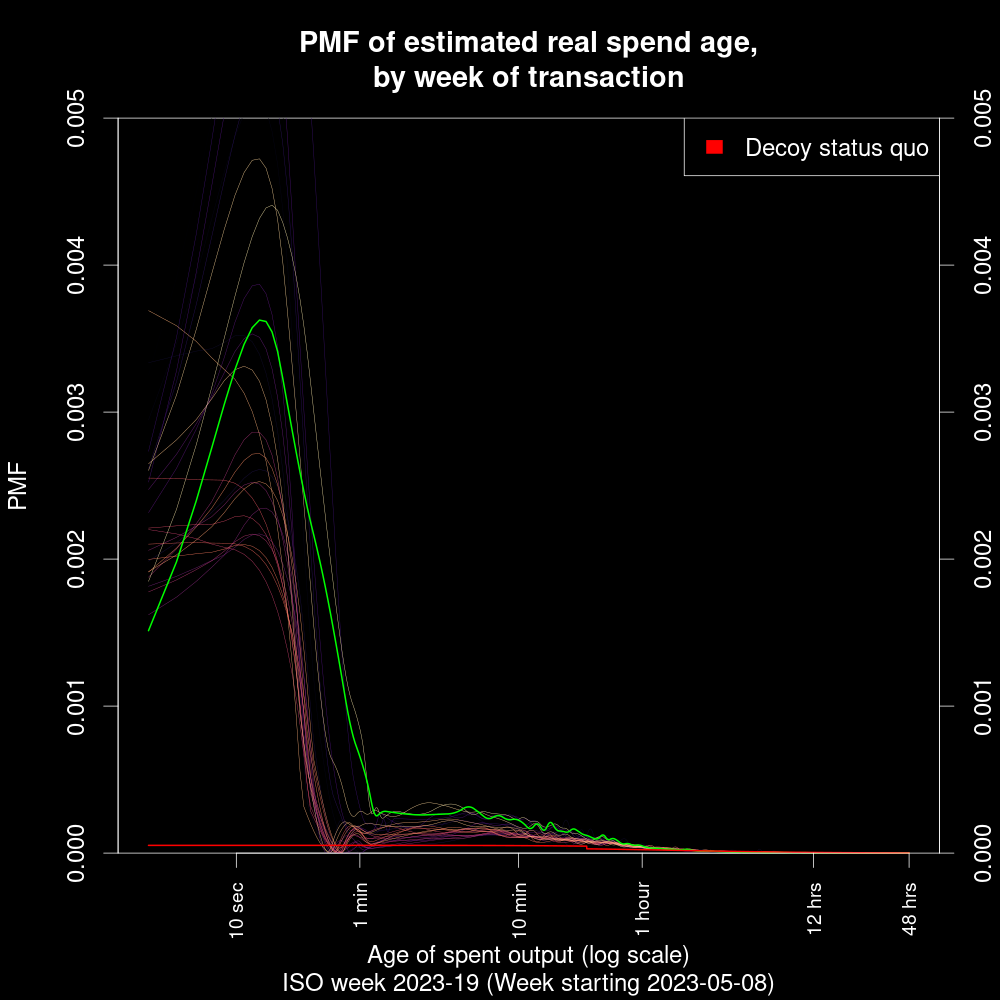 PMF of estimated real spend age,
by week of transaction
Decoy status quo
PMF
0.005
0.004
0.003
0.002
0.001
0.000
0.005
0.004
0.003
0.002
0.001
0.000
10 sec
1 min
10 min
1 hour
12 hrs
48 hrs
Age of spent output (log scale)
ISO week 2023-19 (Week starting 2023-05-08)